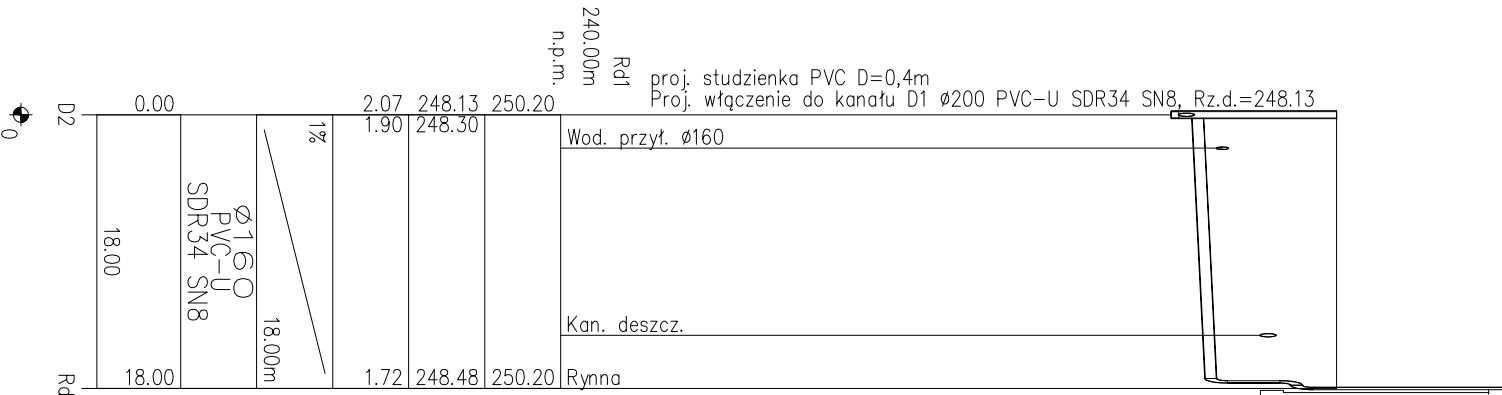 Rd1
240.00m
n.p.m.
proj. studzienka PVC D=0,4m
Proj. włączenie do kanału D1 ø200 PVC-U SDR34 SN8, Rz.d.=248.13
D2
0
0.00
2.07
248.13
250.20
1.90
248.30
1%
Wod. przył. ø160
18.00
Ø160
PVC-U
SDR34 SN8
18.00m
Kan. deszcz.
Rd
18.00
1.72
248.48
250.20
Rynna